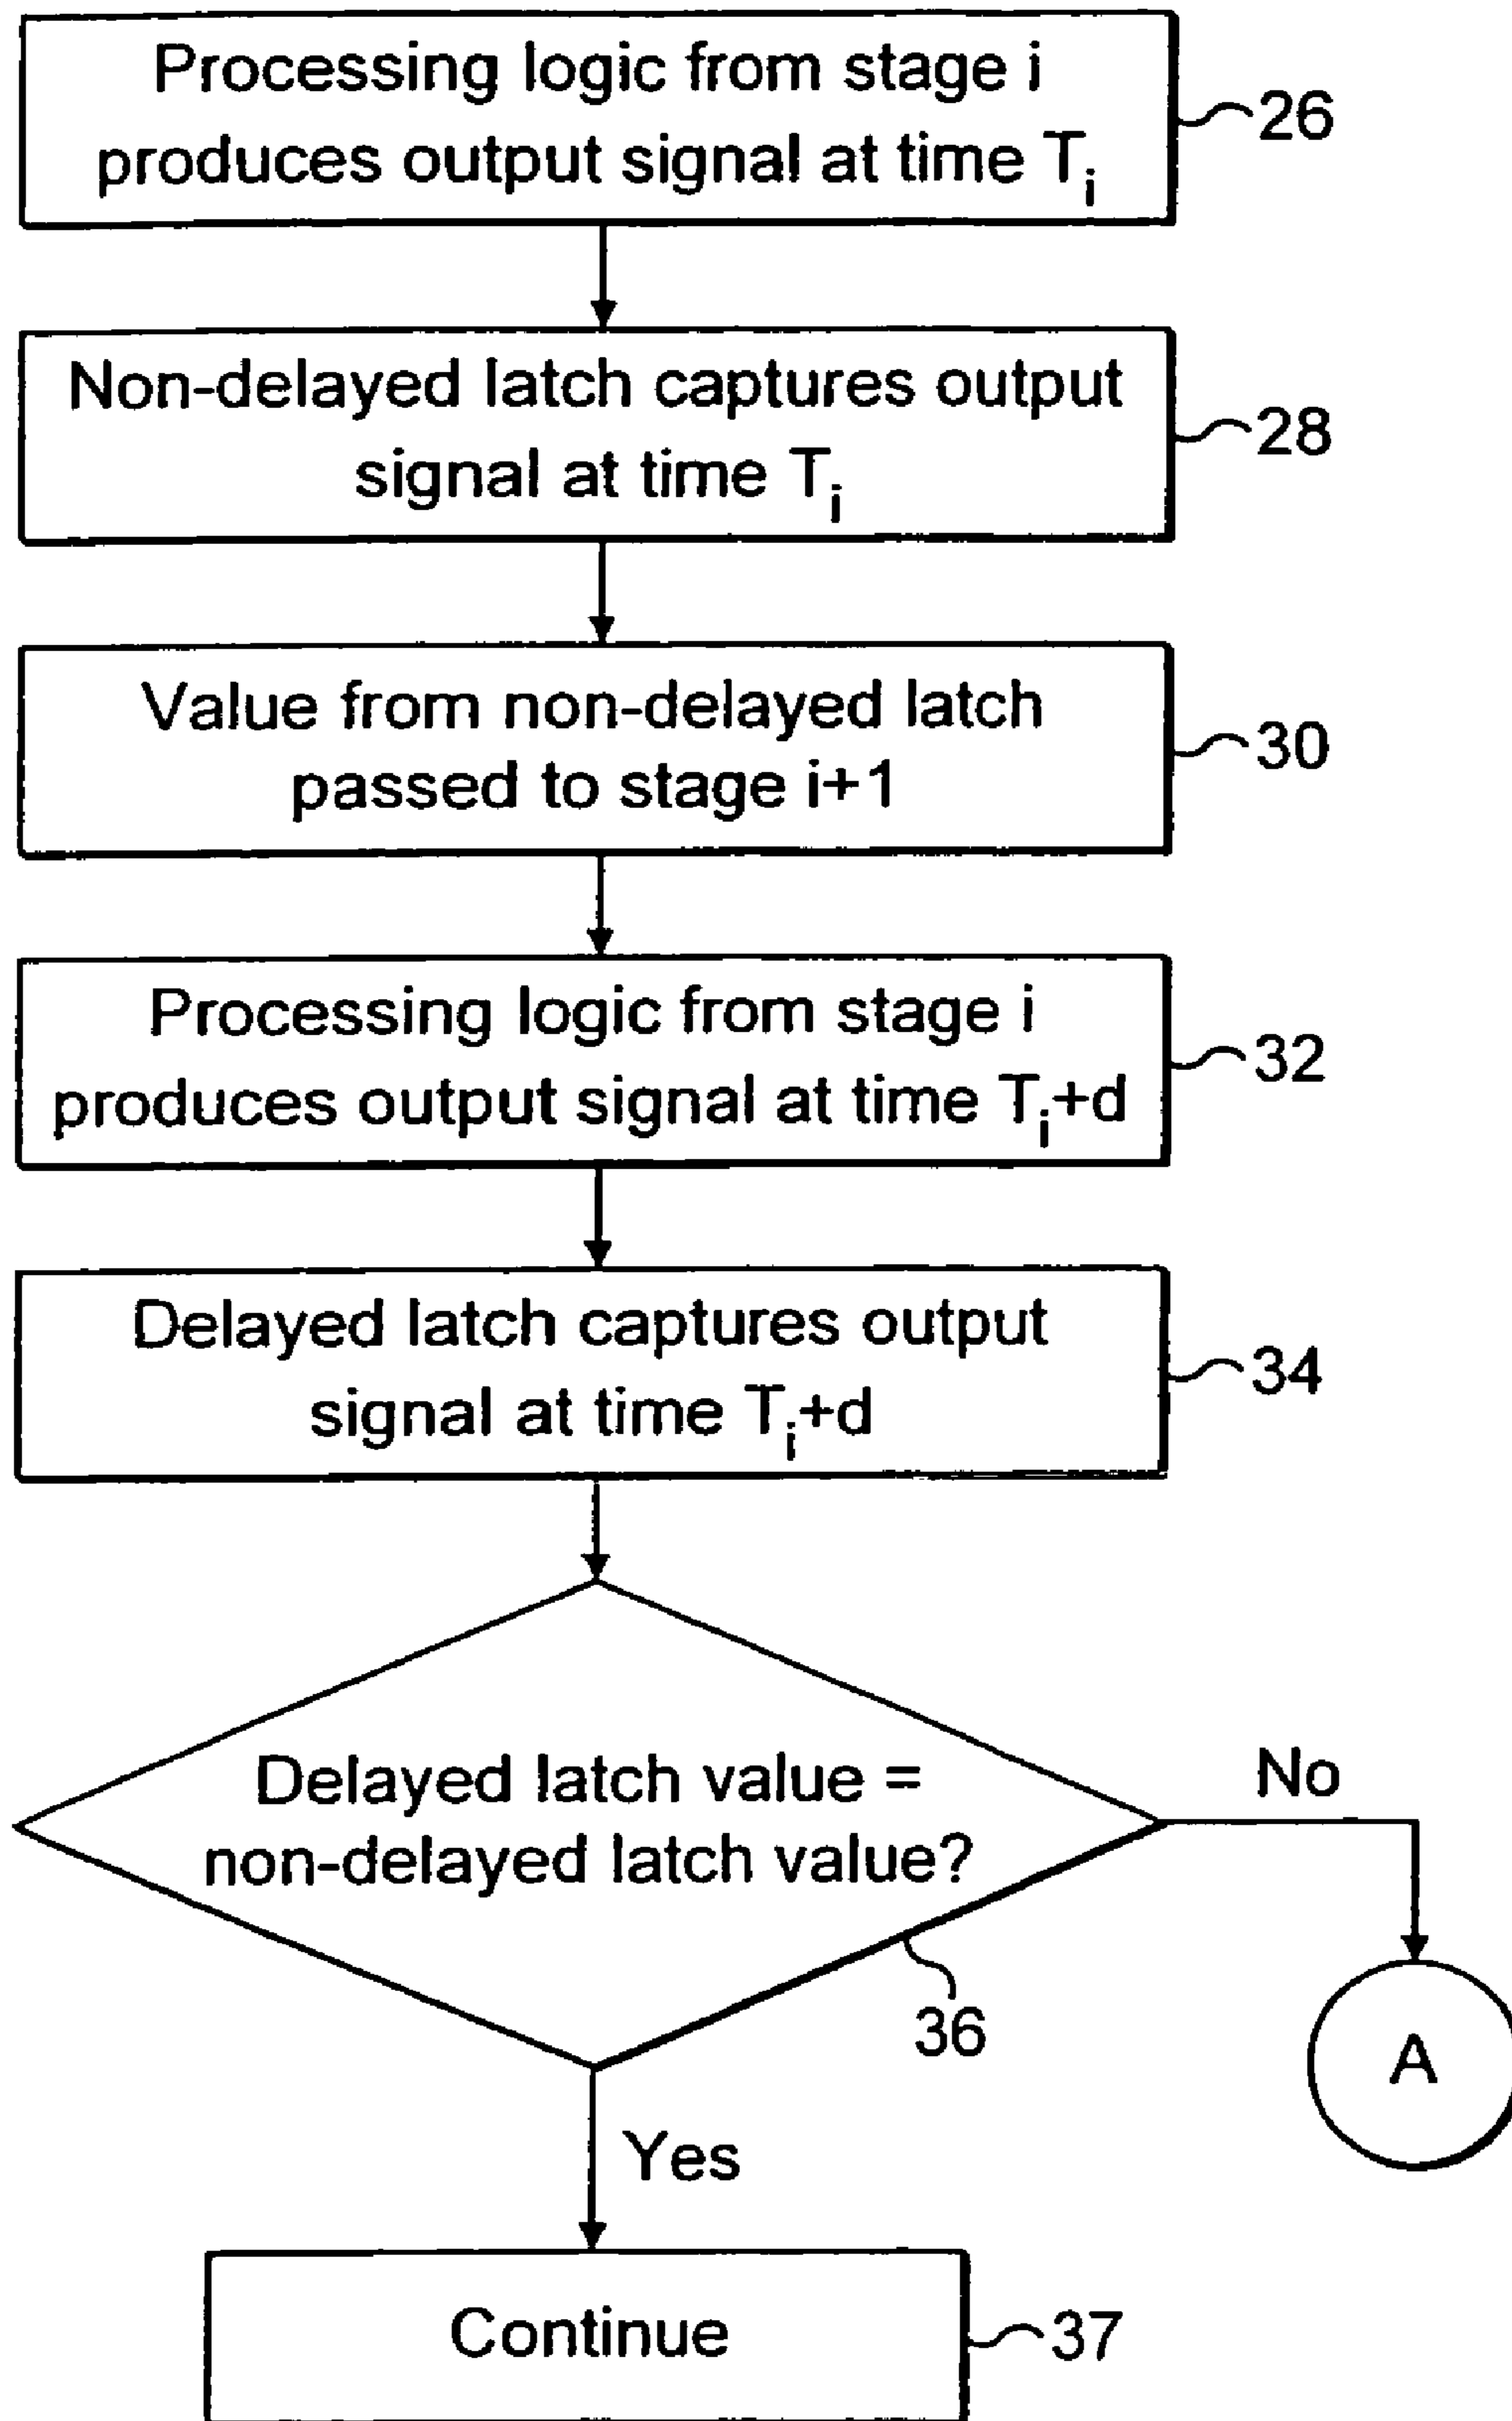 Processing logic from stage i
produces output signal at time Tᵢ
26
Non-delayed latch captures output
signal at time Tᵢ
28
Value from non-delayed latch
passed to stage i+1
30
Processing logic from stage i
produces output signal at time Tᵢ+d
32
Delayed latch captures output
signal at time Tᵢ+d
34
Delayed latch value =
non-delayed latch value?
36
No
A
Yes
Continue
37